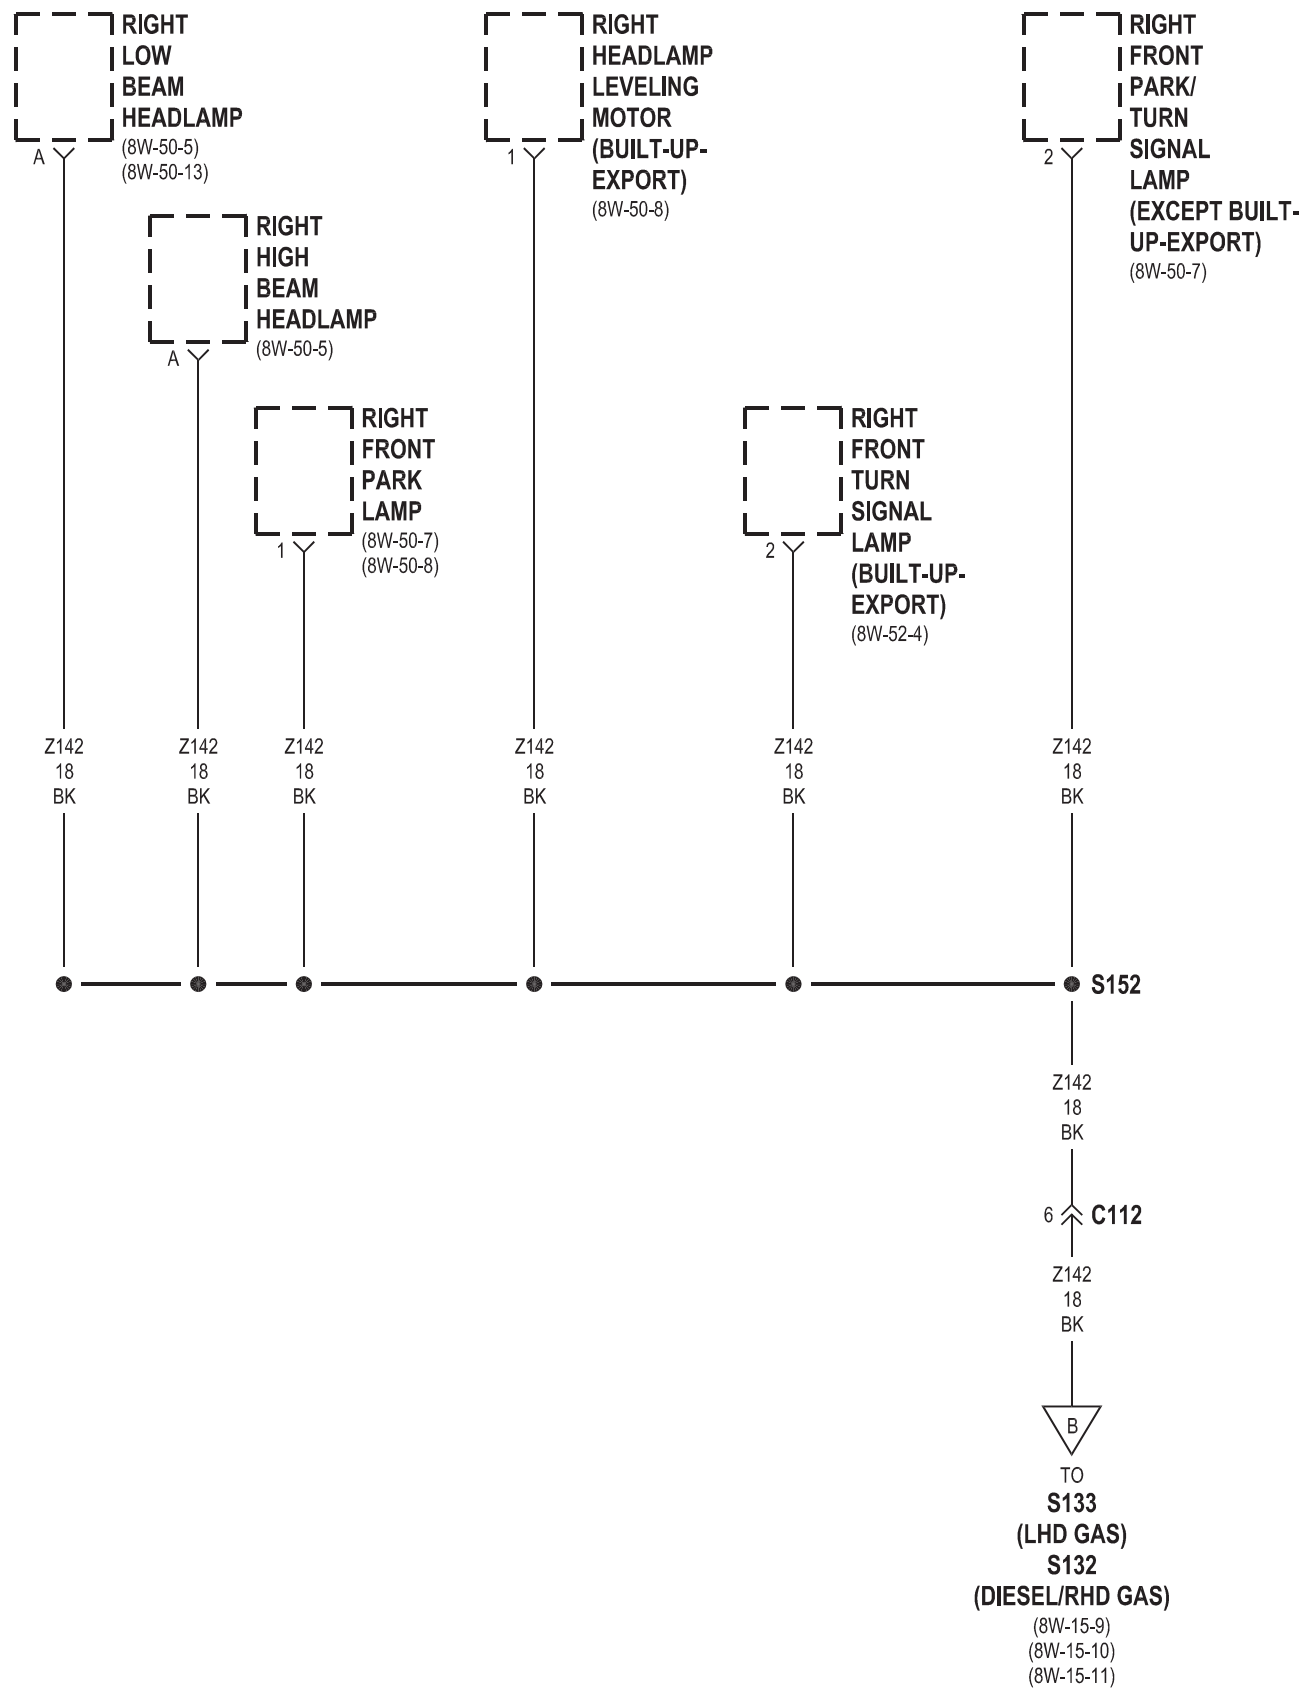 RIGHT
LOW
BEAM
HEADLAMP
(8W-50-5)
(8W-50-13)
A
RIGHT
HIGH
BEAM
HEADLAMP
(8W-50-5)
A
RIGHT
FRONT
PARK
LAMP
(8W-50-7)
(8W-50-8)
1
RIGHT
HEADLAMP
LEVELING
MOTOR
(BUILT-UP-
EXPORT)
(8W-50-8)
1
RIGHT
FRONT
TURN
SIGNAL
LAMP
(BUILT-UP-
EXPORT)
(8W-52-4)
2
RIGHT
FRONT
PARK/
TURN
SIGNAL
LAMP
(EXCEPT BUILT-
UP-EXPORT)
(8W-50-7)
2
Z142
18
BK
Z142
18
BK
Z142
18
BK
Z142
18
BK
Z142
18
BK
Z142
18
BK
S152
Z142
18
BK
6 C112
Z142
18
BK
B
TO
S133
(LHD GAS)
S132
(DIESEL/RHD GAS)
(8W-15-9)
(8W-15-10)
(8W-15-11)